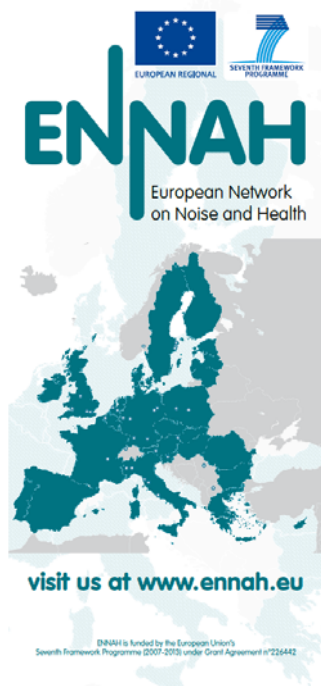 EUROPEAN REGIONAL
SEVENTH FRAMEWORK
PROGRAMME
ENNAH
European Network
on Noise and Health
visit us at www.ennah.eu
ENNAH is funded by the European Union's
Seventh Framework Programme (2007-2013) under Grant Agreement n°226442